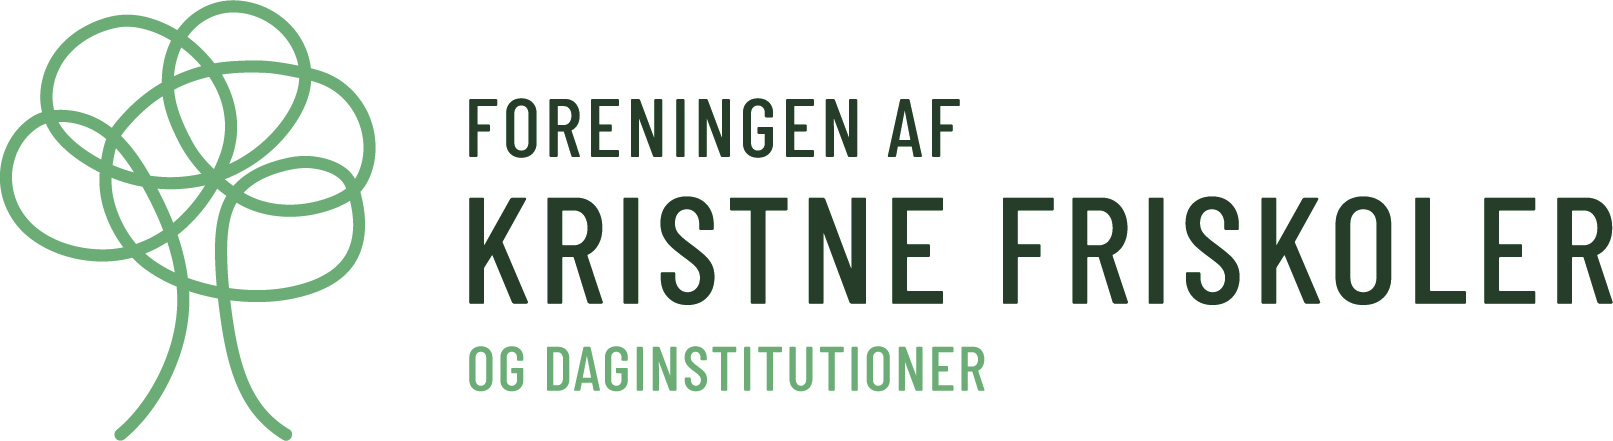 FORENINGEN AF
KRISTNE FRISKOLER
OG DAGINSTITUTIONER